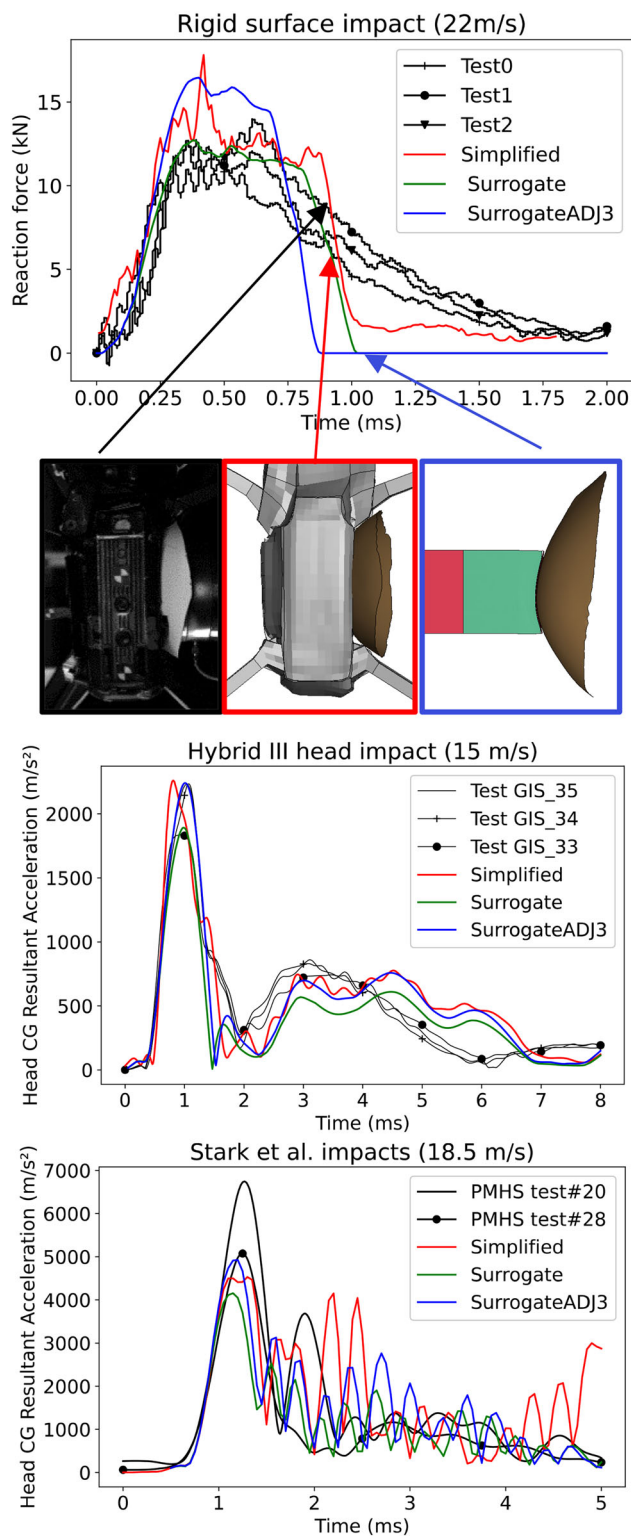 Rigid surface impact (22m/s)
Reaction force (kN)
15
10
5
0
Test0
Test1
Test2
Simplified
Surrogate
SurrogateADJ3
0.00 0.25 0.50 0.75 1.00 1.25 1.50 1.75 2.00
Time (ms)
Hybrid III head impact (15 m/s)
Head CG Resultant Acceleration (m/s²)
2000
1500
1000
500
0
Test GIS_35
Test GIS_34
Test GIS_33
Simplified
Surrogate
SurrogateADJ3
0 1 2 3 4 5 6 7 8
Time (ms)
Stark et al. impacts (18.5 m/s)
Head CG Resultant Acceleration (m/s²)
7000
6000
5000
4000
3000
2000
1000
0
PMHS test#20
PMHS test#28
Simplified
Surrogate
SurrogateADJ3
0 1 2 3 4 5
Time (ms)